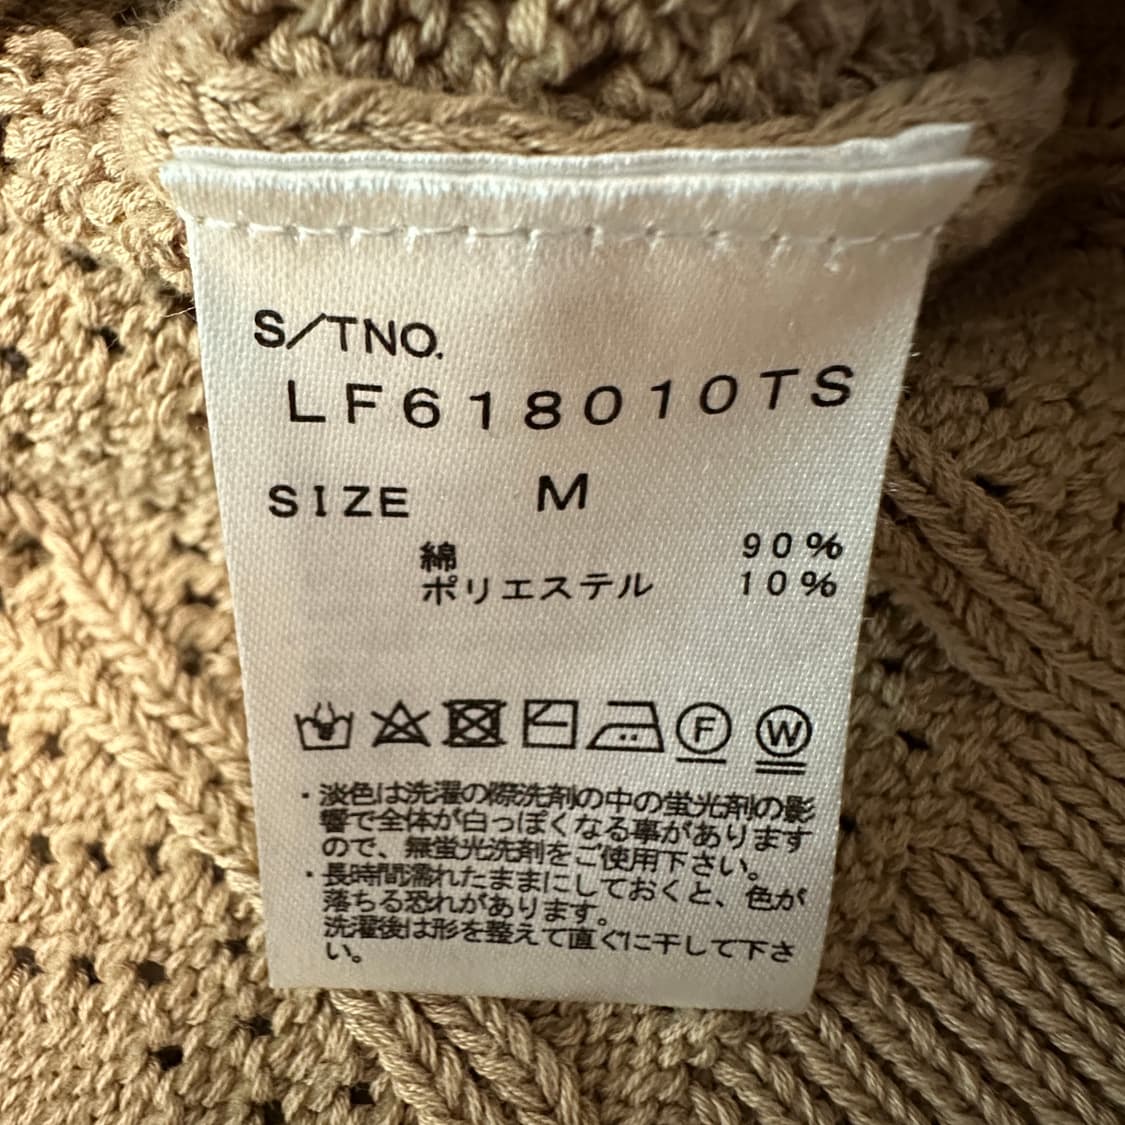 S/TNO.
LF618010TS
SIZE M
綿 90%
ポリエステル 10%
F W
・淡色は洗濯の際洗剤の中の蛍光剤の影
響で全体が白っぽくなる事があります
ので、無蛍光洗剤をご使用下さい。
・長時間濡れたままにしておくと、色が
落ちる恐れがあります。
洗濯後は形を整えて直ぐに干して下さ
い。